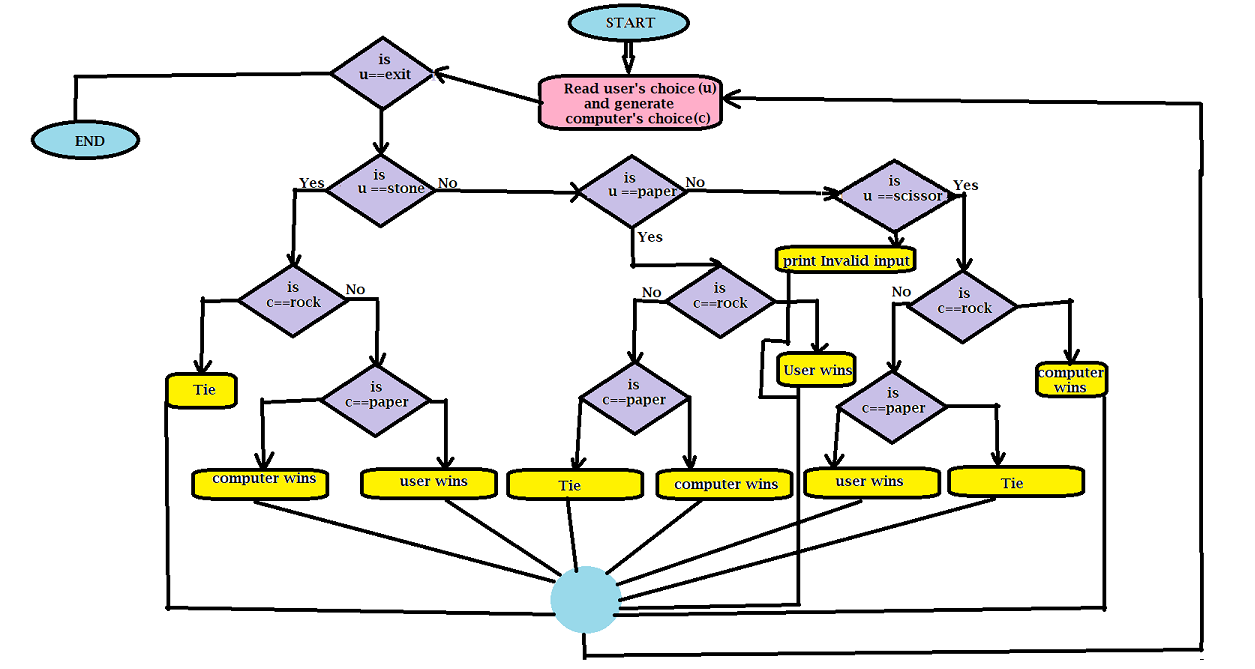 START
is
u==exit
Read user's choice (u)
and generate
computer's choice(c)
END
is
u ==stone
Yes
No
is
u ==paper
No
Yes
is
u ==scissor
Yes
print Invalid input
is
c==rock
No
is
c==rock
No
is
c==rock
No
Tie
is
c==paper
is
c==paper
User wins
is
c==paper
computer
wins
computer wins
user wins
Tie
computer wins
user wins
Tie